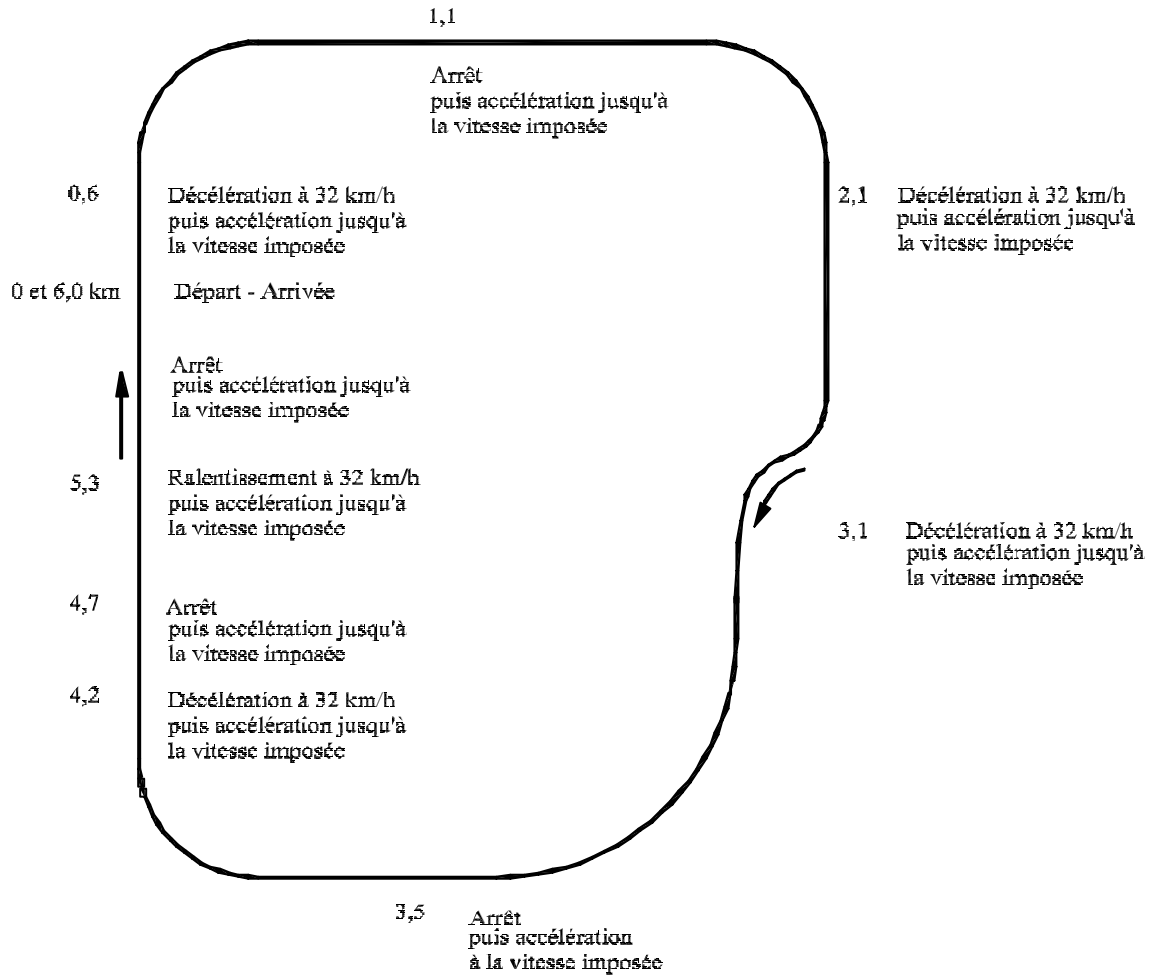 1,1
Arrêt
puis accélération jusqu'à
la vitesse imposée
0,6
Décélération à 32 km/h
puis accélération jusqu'à
la vitesse imposée
2,1
Décélération à 32 km/h
puis accélération jusqu'à
la vitesse imposée
0 et 6,0 km
Départ - Arrivée
Arrêt
puis accélération jusqu'à
la vitesse imposée
5,3
Ralentissement à 32 km/h
puis accélération jusqu'à
la vitesse imposée
3,1
Décélération à 32 km/h
puis accélération jusqu'à
la vitesse imposée
4,7
Arrêt
puis accélération jusqu'à
la vitesse imposée
4,2
Décélération à 32 km/h
puis accélération jusqu'à
la vitesse imposée
3,5
Arrêt
puis accélération
à la vitesse imposée